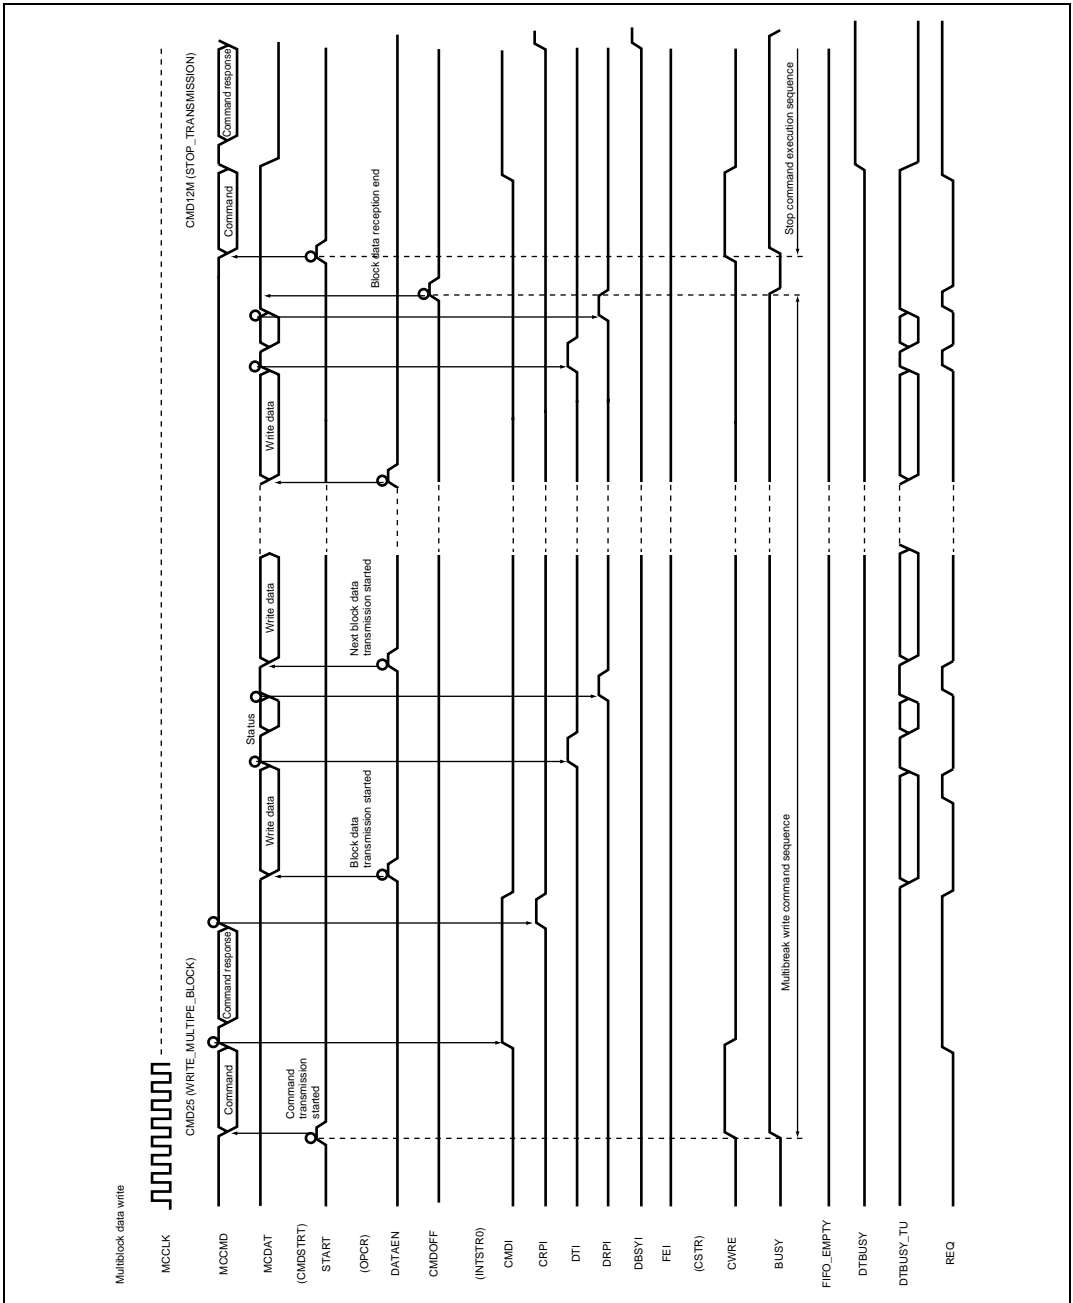 Multiblock data write
MCCLK
CMD25 (WRITE_MULTIPE_BLOCK)
CMD12M (STOP_TRANSMISSION)
MCCMD
Command
Command response
Command
Command response
MCDAT
Write data
Status
Write data
Write data
(CMDSTRT)
START
Command
transmission
started
(OPCR)
DATAEN
Block data
transmission started
Next block data
transmission started
Block data reception end
CMDOFF
(INTSTR0)
CMDI
CRPI
DTI
DRPI
DBSYI
FEI
(CSTR)
CWRE
BUSY
Multibreak write command sequence
Stop command execution sequence
FIFO_EMPTY
DTBUSY
DTBUSY_TU
REQ